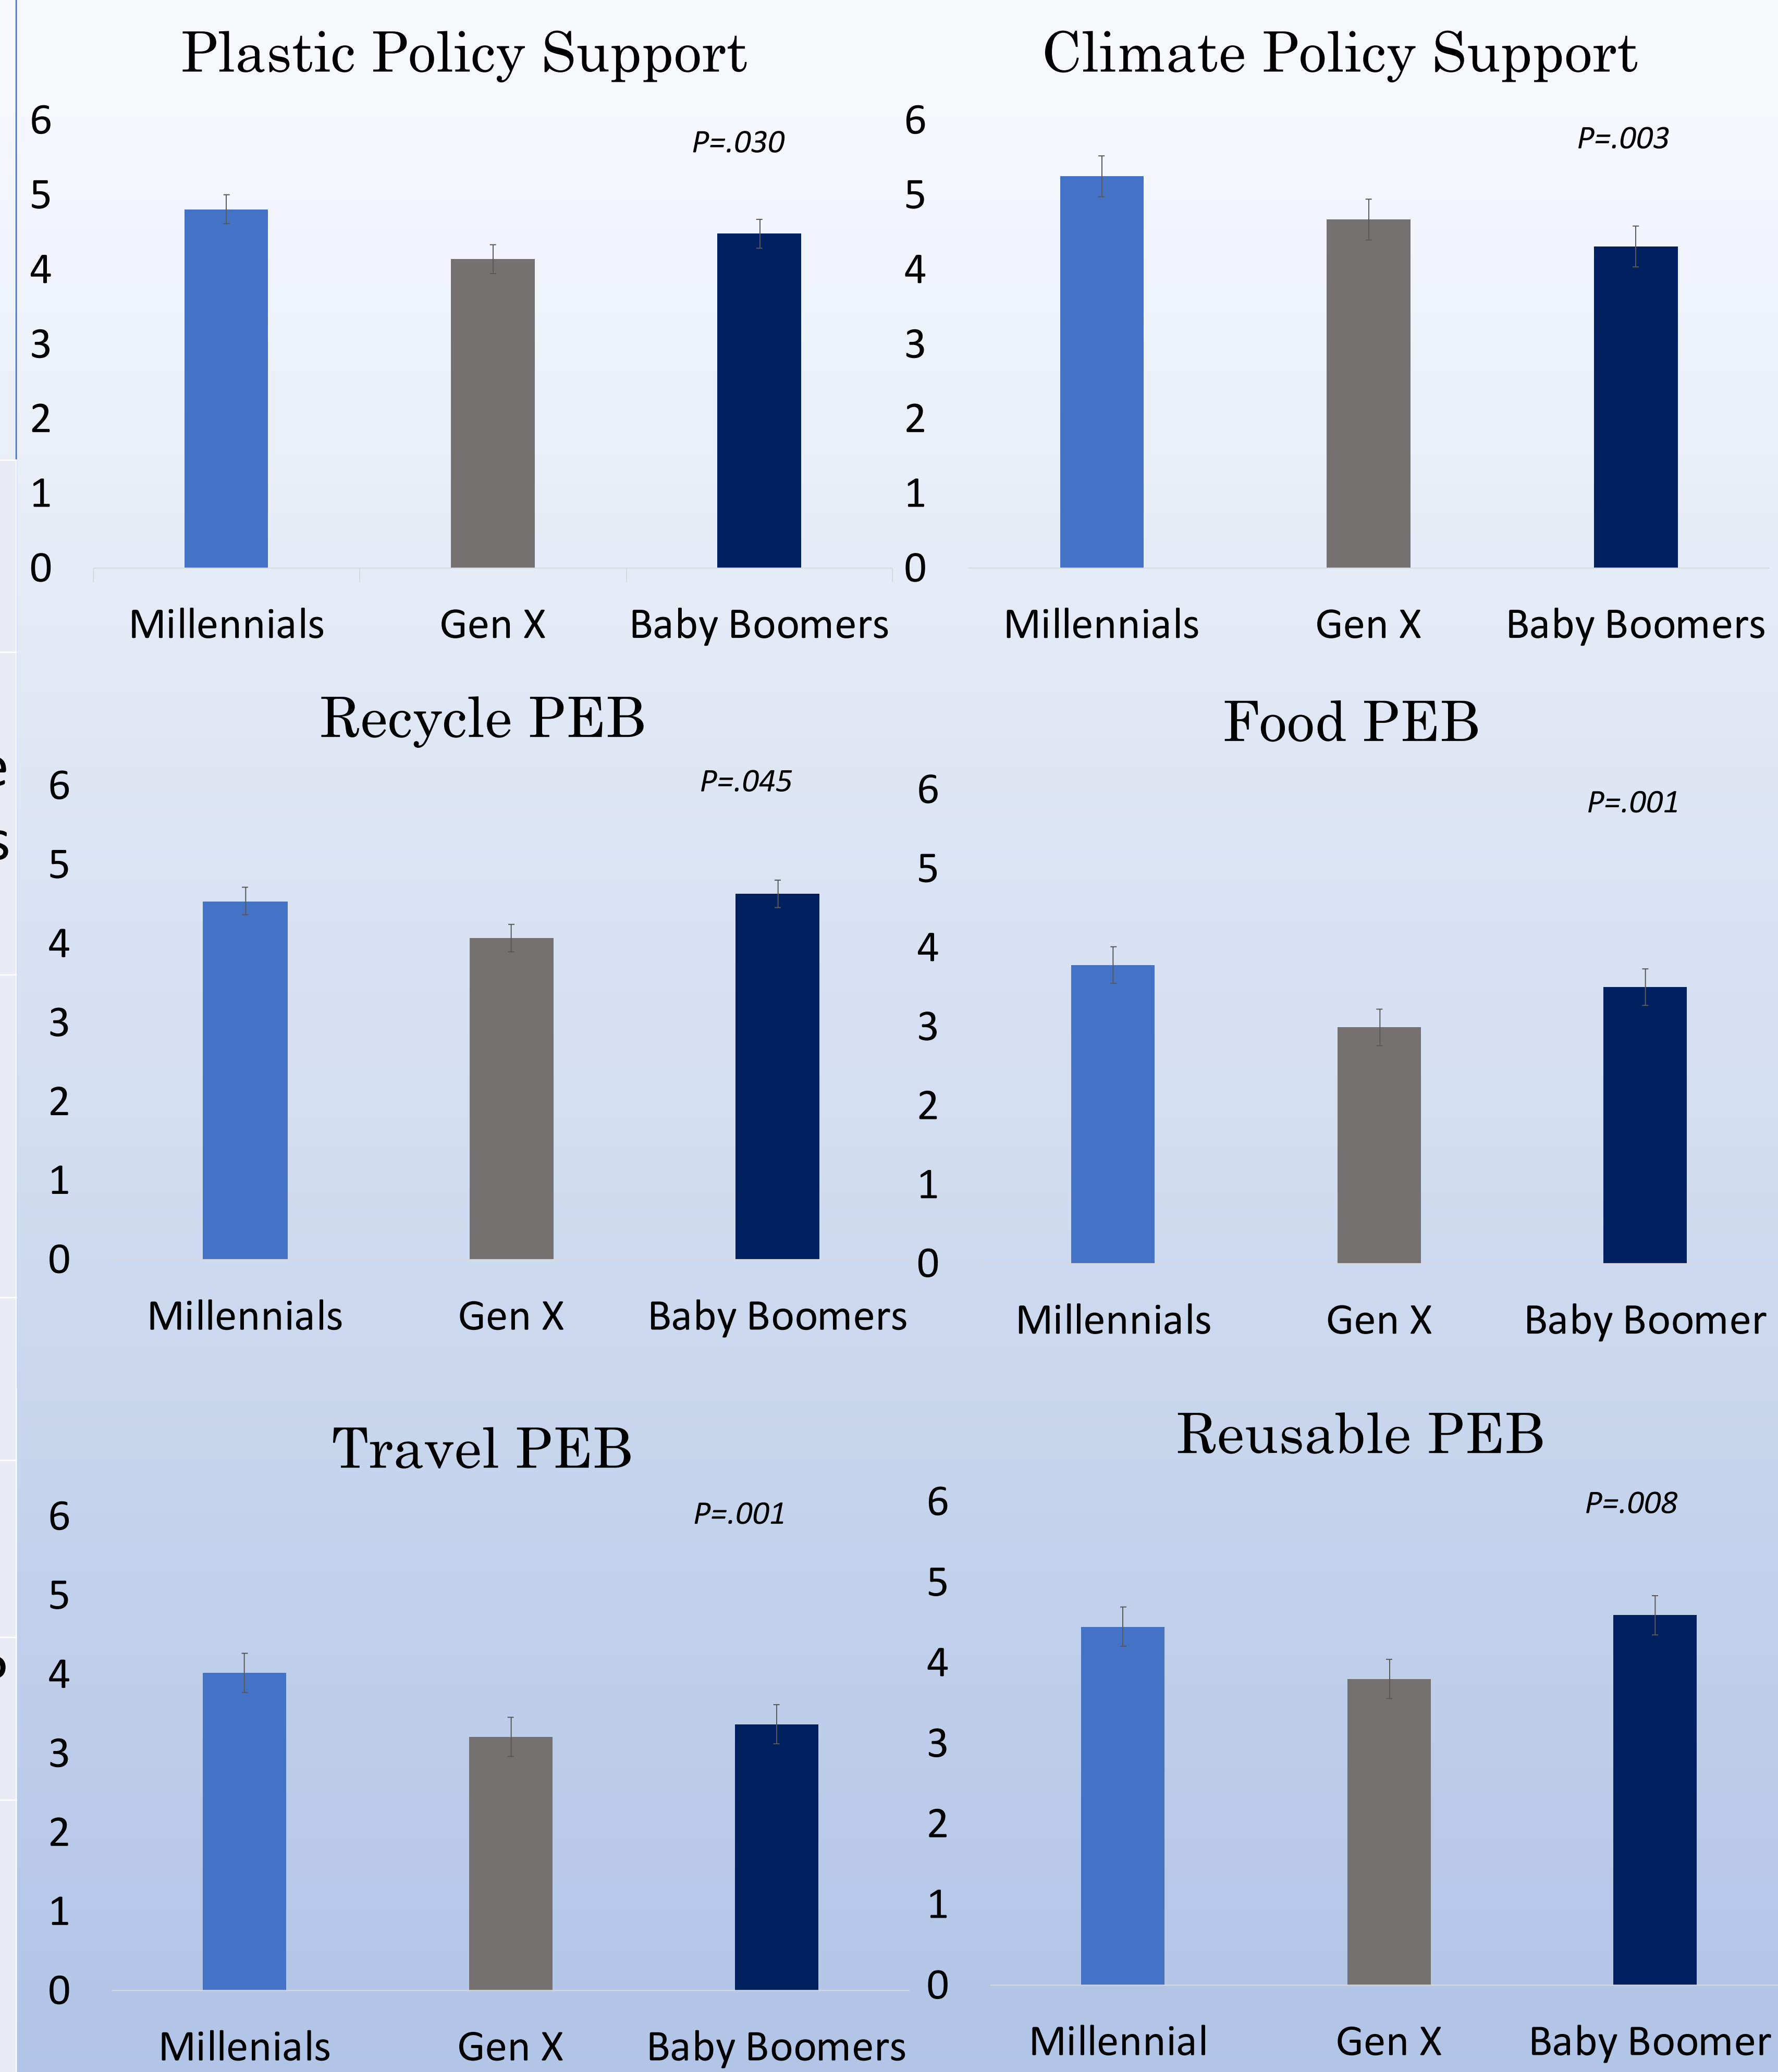 Plastic Policy Support
6
P=.030
5
4
3
2
1
0
Millennials Gen X Baby Boomers
Climate Policy Support
6
P=.003
5
4
3
2
1
0
Millennials Gen X Baby Boomers
Recycle PEB
6
P=.045
5
4
3
2
1
0
Millennials Gen X Baby Boomers
Food PEB
6
P=.001
5
4
3
2
1
0
Millennials Gen X Baby Boomer
Travel PEB
6
P=.001
5
4
3
2
1
0
Millenials Gen X Baby Boomers
Reusable PEB
6
P=.008
5
4
3
2
1
0
Millennial Gen X Baby Boomer